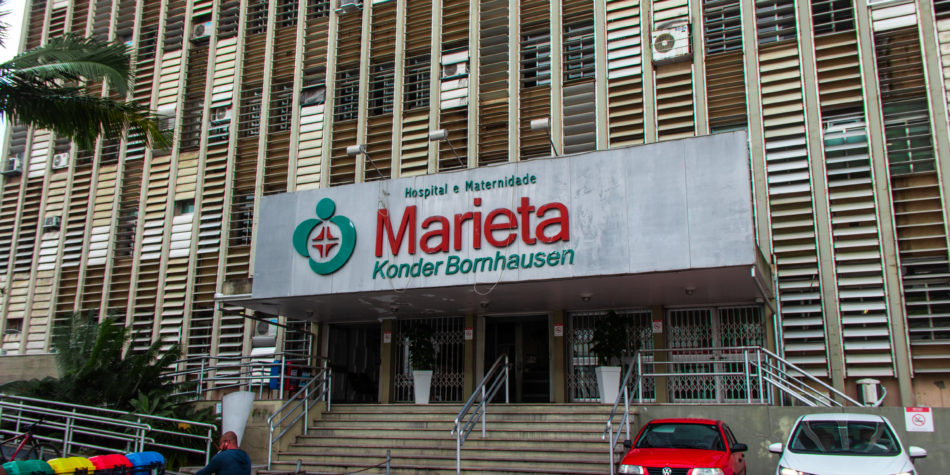 Hospital e Maternidade
Marieta
Konder Bornhausen